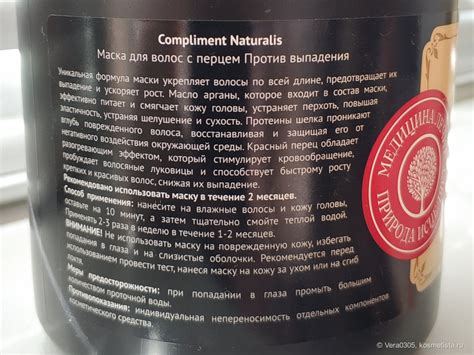 Compliment Naturalis
Маска для волос с перцем Против выпадения
Уникальная формула маски укрепляет волосы по всей длине, предотвращает их
выпадение и ускоряет рост. Масло арганы, которое входит в состав маски,
эффективно питает и смягчает кожу головы, устраняет перхоть, повышая
эластичность, устраняя шелушение и сухость. Протеины шелка проникают
вглубь поврежденного волоса, восстанавливая и защищая его от
негативного воздействия окружающей среды. Красный перец обладает
разогревающим эффектом, который стимулирует кровообращение,
пробуждает волосяные луковицы и способствует быстрому росту
крепких и красивых волос, снижая их выпадение.
Рекомендовано использовать маску в течение 2 месяцев.
Способ применения: нанесите на влажные волосы и кожу головы,
оставьте на 10 минут, а затем тщательно смойте теплой водой.
Применять 2-3 раза в неделю в течение 1-2 месяцев.
ВНИМАНИЕ! Не использовать маску на поврежденную кожу, избегать
попадания в глаза и на слизистые оболочки. Рекомендуется перед
использованием провести тест, нанеся маску на кожу за ухом или на сгиб
локтя.
Меры предосторожности: при попадании в глаза промыть большим
количеством проточной воды.
Противопоказания: индивидуальная непереносимость отдельных компонентов
косметического средства.
МЕДИЦИНА
ПРИРОДА
© Vera0305, kosmetista.ru